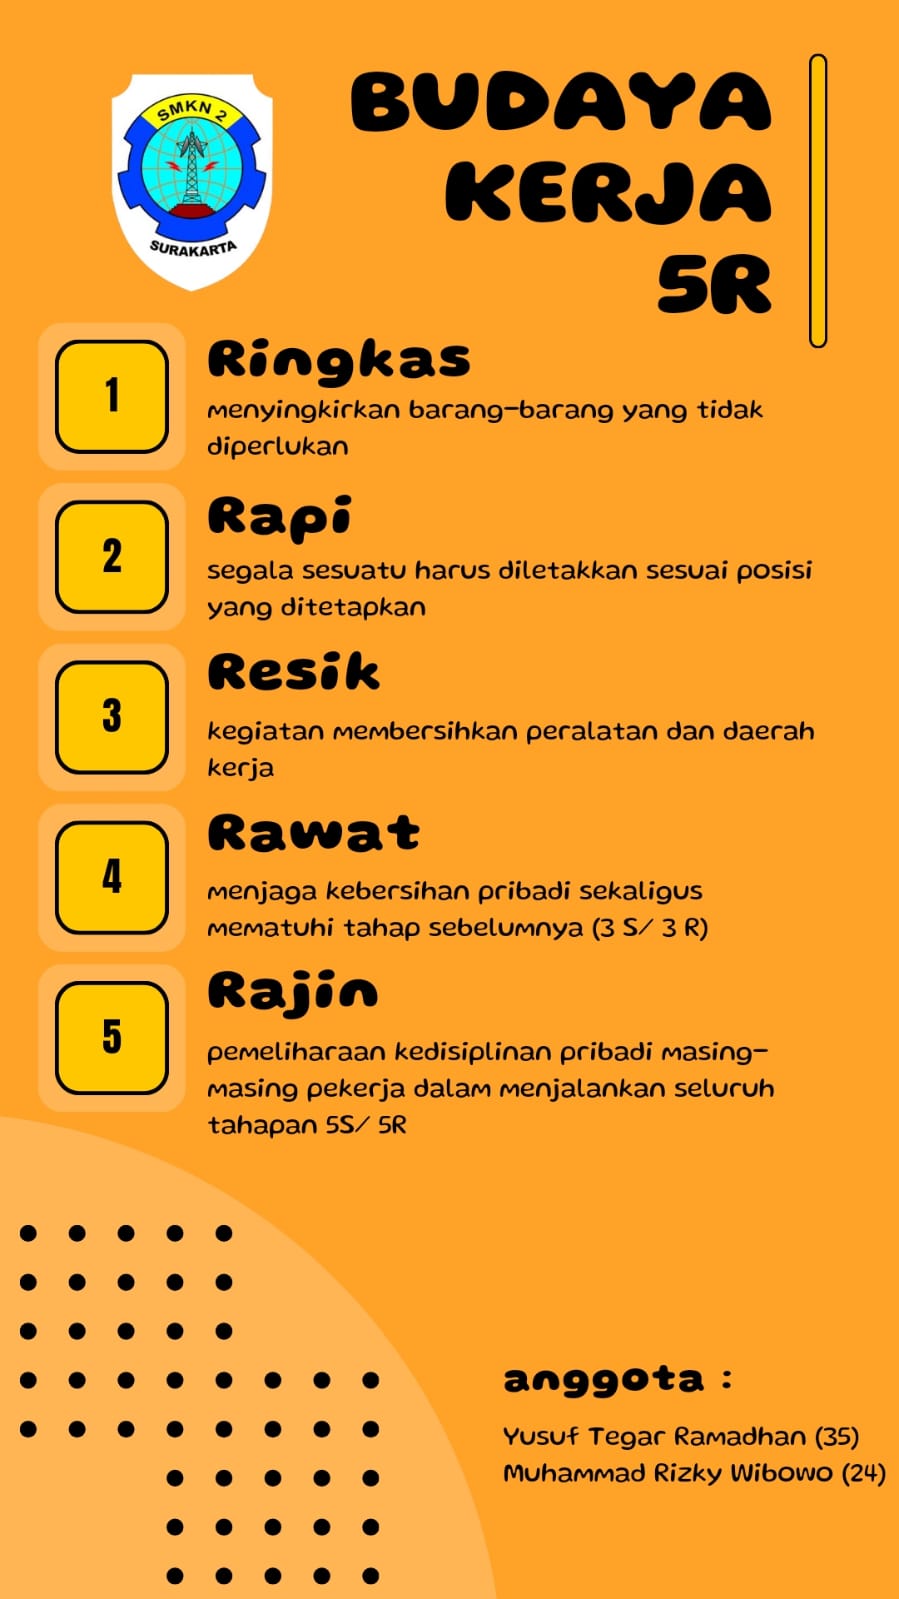 SMKN 2
SURAKARTA
BUDAYA
KERJA
5R
1
Ringkas
menyingkirkan barang-barang yang tidak
diperlukan
2
Rapi
segala sesuatu harus diletakkan sesuai posisi
yang ditetapkan
3
Resik
kegiatan membersihkan peralatan dan daerah
kerja
4
Rawat
menjaga kebersihan pribadi sekaligus
mematuhi tahap sebelumnya (3 S/ 3 R)
5
Rajin
pemeliharaan kedisiplinan pribadi masing-
masing pekerja dalam menjalankan seluruh
tahapan 5S/ 5R
anggota :
Yusuf Tegar Ramadhan (35)
Muhammad Rizky Wibowo (24)